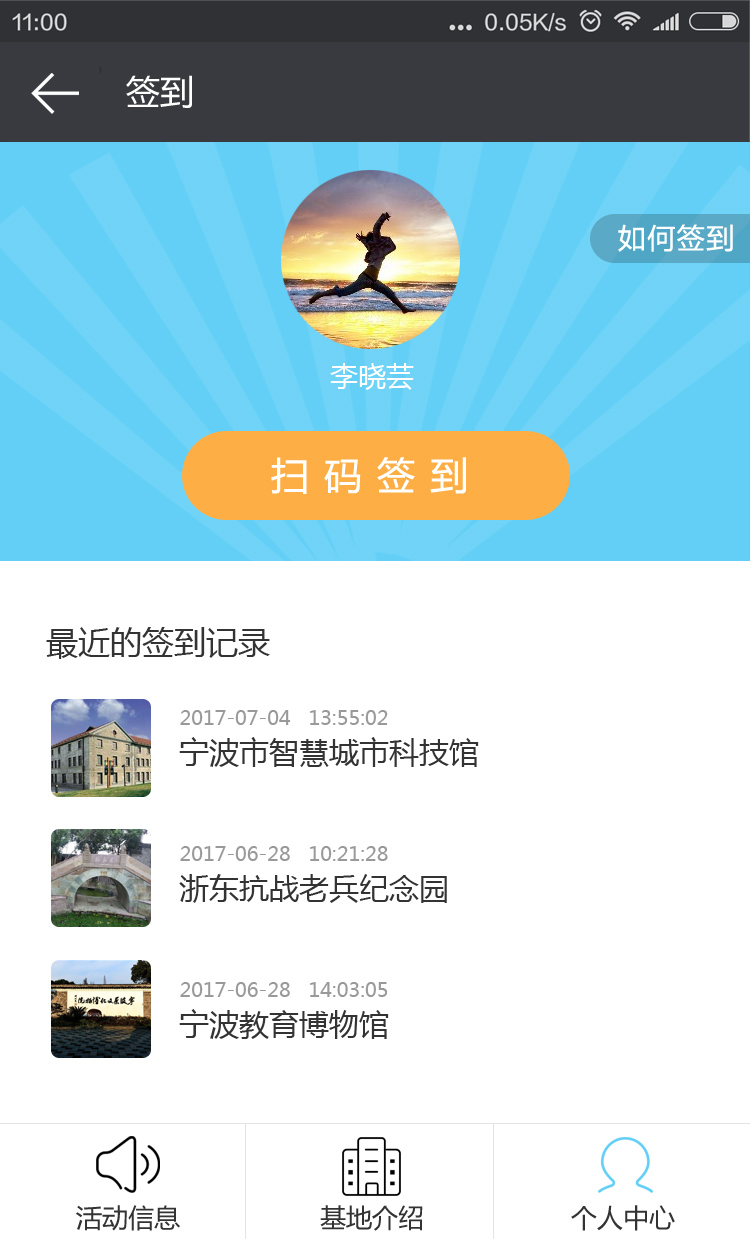 11:00
... 0.05K/s
签到
如何签到
李晓芸
扫码签到
最近的签到记录
2017-07-04 13:55:02
宁波市智慧城市科技馆
2017-06-28 10:21:28
浙东抗战老兵纪念园
2017-06-28 14:03:05
宁波教育博物馆
活动信息
基地介绍
个人中心